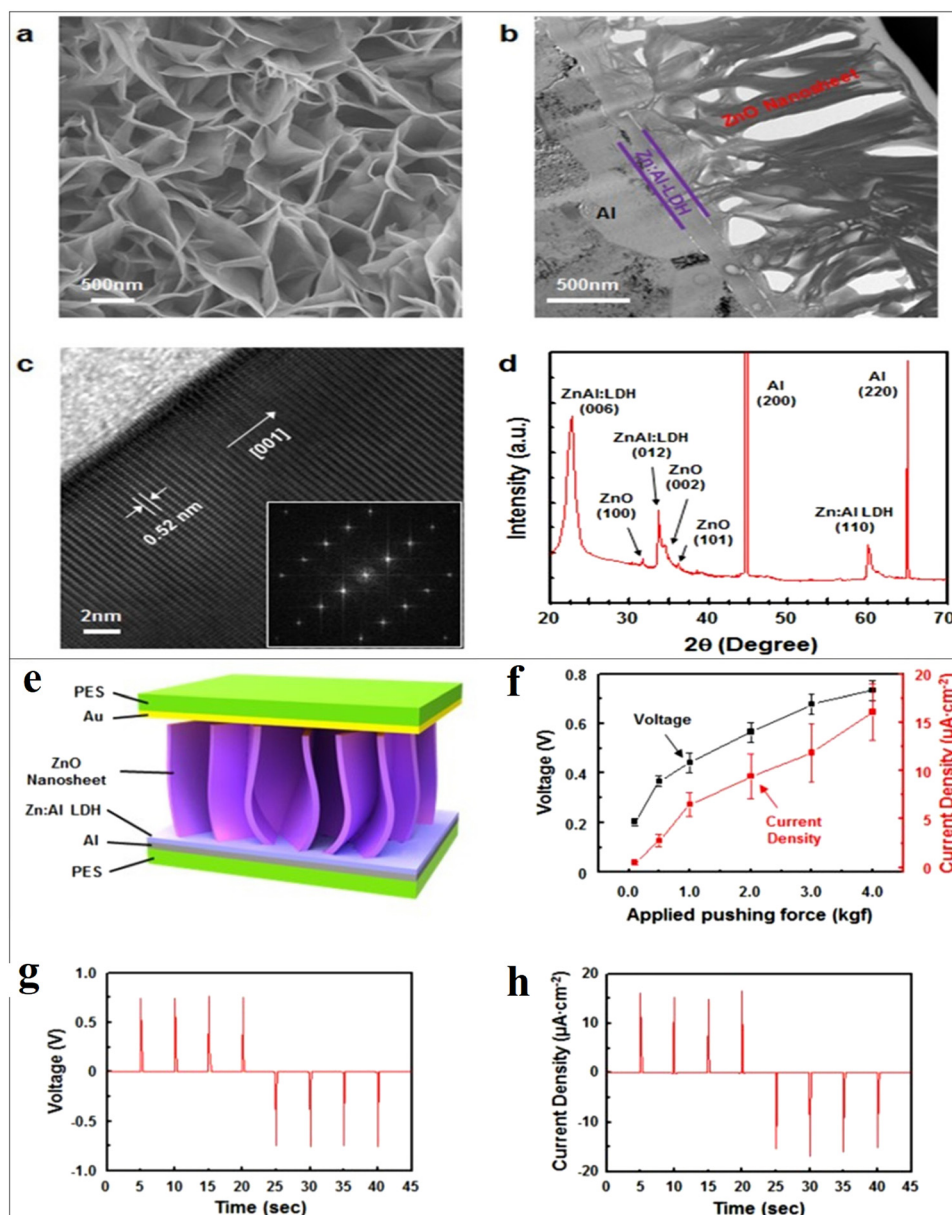 a
500nm
b
ZnO Nanosheet
Zn:Al-LDH
Al
500nm
c
[001]
0.52 nm
2nm
d
Intensity (a.u.)
ZnAl:LDH
(006)
ZnO
(100)
ZnAl:LDH
(012)
ZnO
(002)
ZnO
(101)
Al
(200)
Al
(220)
Zn:Al LDH
(110)
20 30 40 50 60 70
2θ (Degree)
e
PES
Au
ZnO
Nanosheet
Zn:Al LDH
Al
PES
f
Voltage (V)
0.8
0.6
0.4
0.2
0
Voltage
Current
Density
20
15
10
5
0
Current Density (µA·cm-2)
0.0 1.0 2.0 3.0 4.0
Applied pushing force (kgf)
g
Voltage (V)
1.0
0.5
0
-0.5
-1.0
0 5 10 15 20 25 30 35 40 45
Time (sec)
h
Current Density (µA·cm-2)
20
10
0
-10
-20
0 5 10 15 20 25 30 35 40 45
Time (sec)